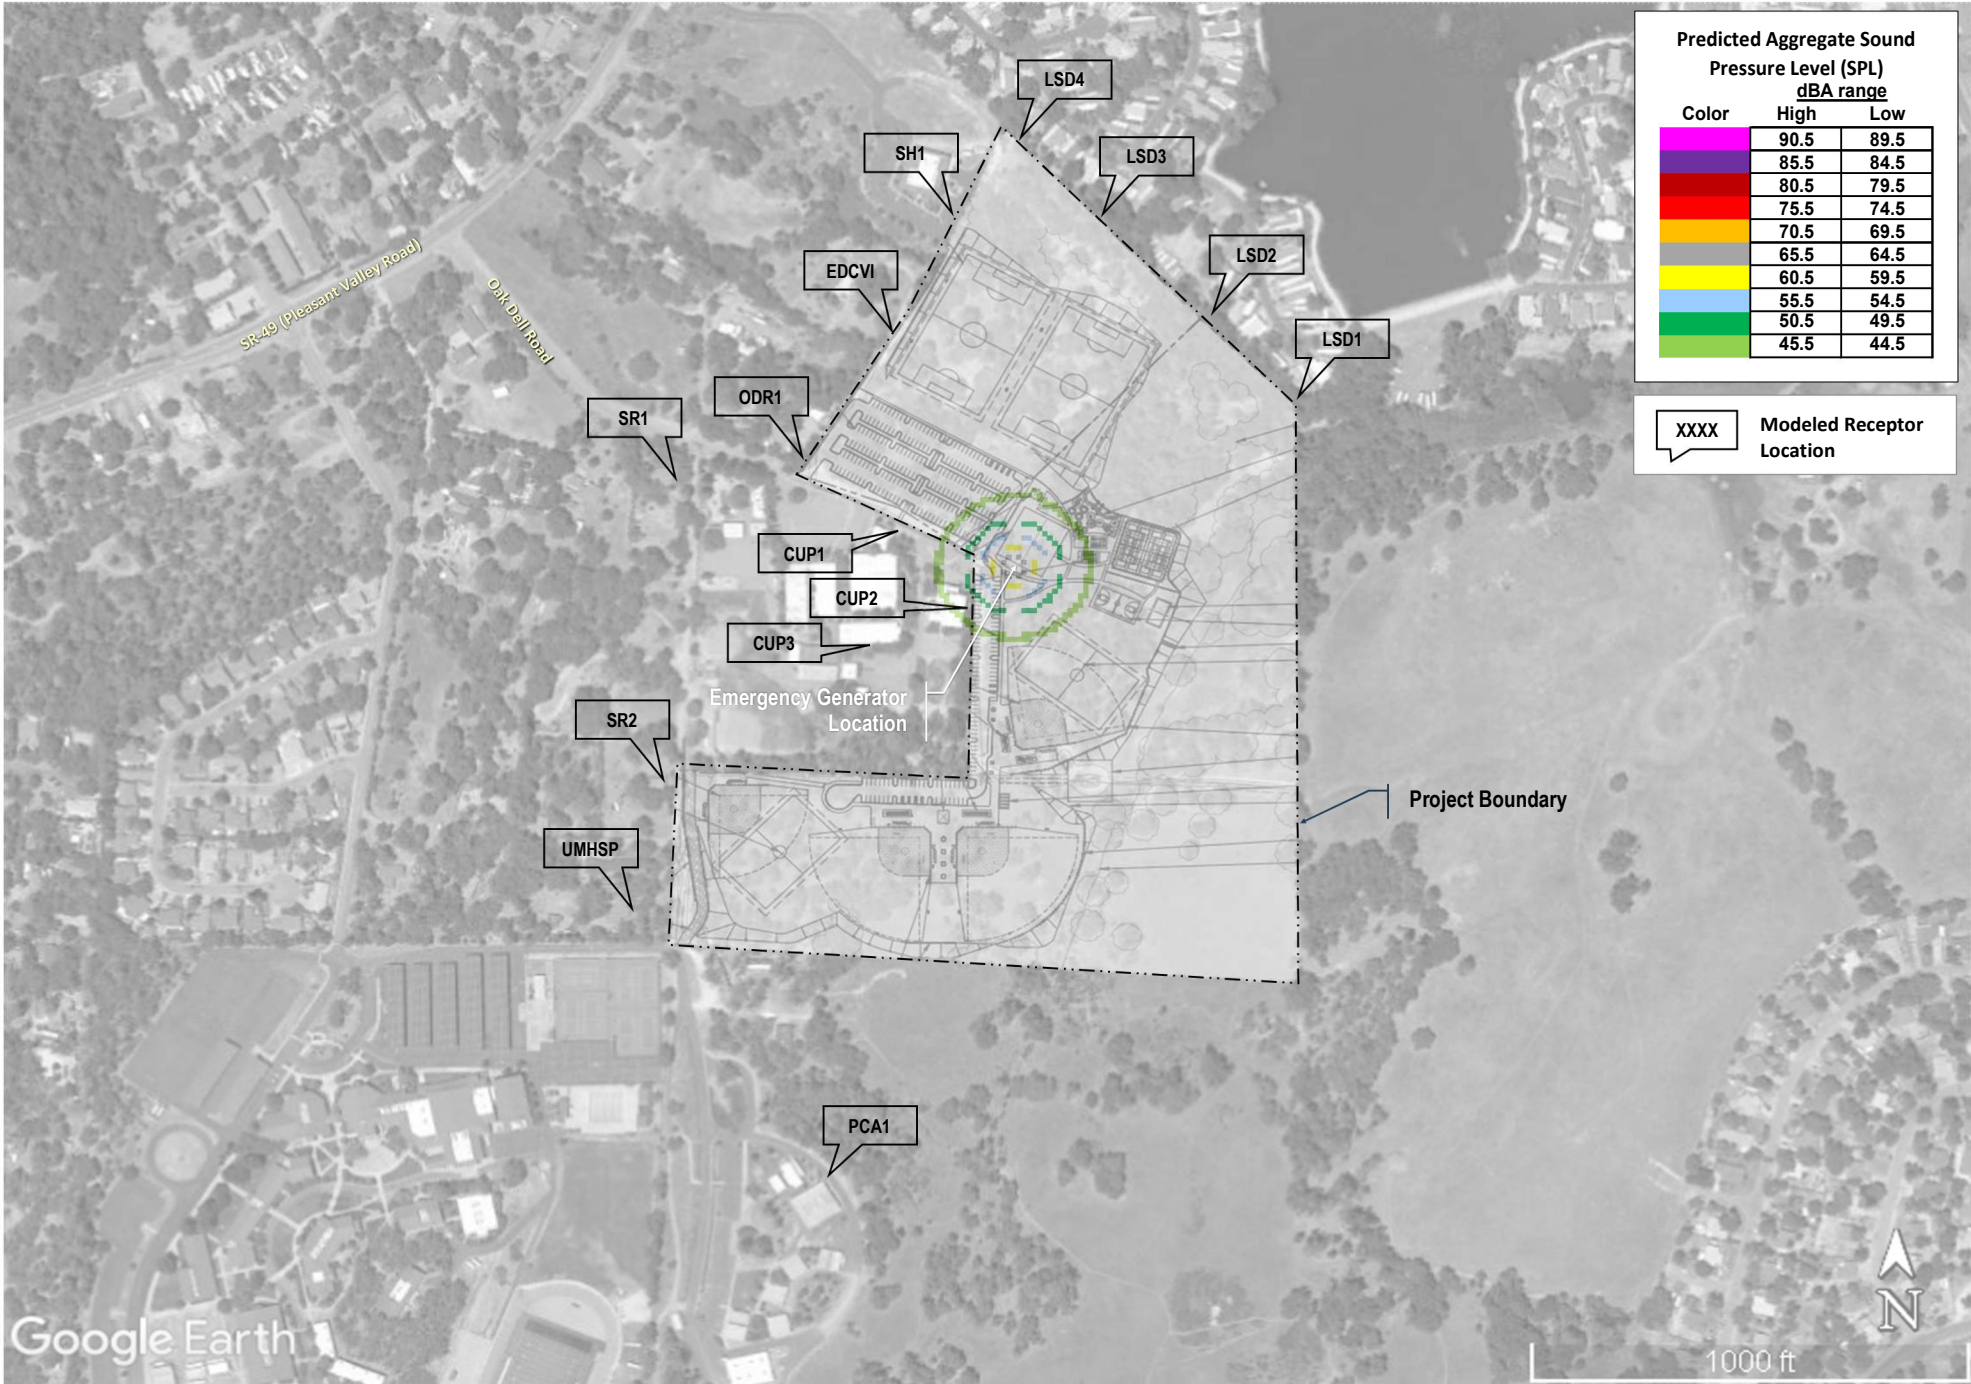 Predicted Aggregate Sound
Pressure Level (SPL)
dBA range
Color High Low
90.5 89.5
85.5 84.5
80.5 79.5
75.5 74.5
70.5 69.5
65.5 64.5
60.5 59.5
55.5 54.5
50.5 49.5
45.5 44.5
XXXX Modeled Receptor
Location
LSD4
SH1
LSD3
LSD2
EDCVI
LSD1
SR-49 (Pleasant Valley Road)
Oak Dell Road
ODR1
SR1
CUP1
CUP2
CUP3
Emergency Generator
Location
SR2
Project Boundary
UMHSP
PCA1
N
Google Earth
1000 ft